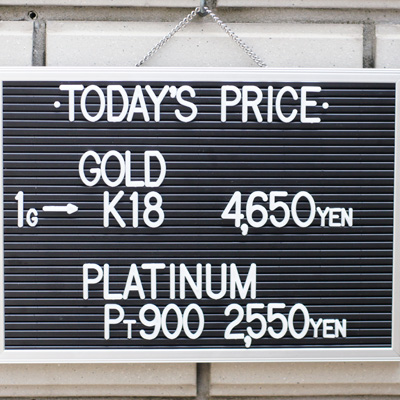 ·TODAY'S PRICE·
GOLD
1G→ K18 4,650YEN
PLATINUM
PT900 2,550YEN